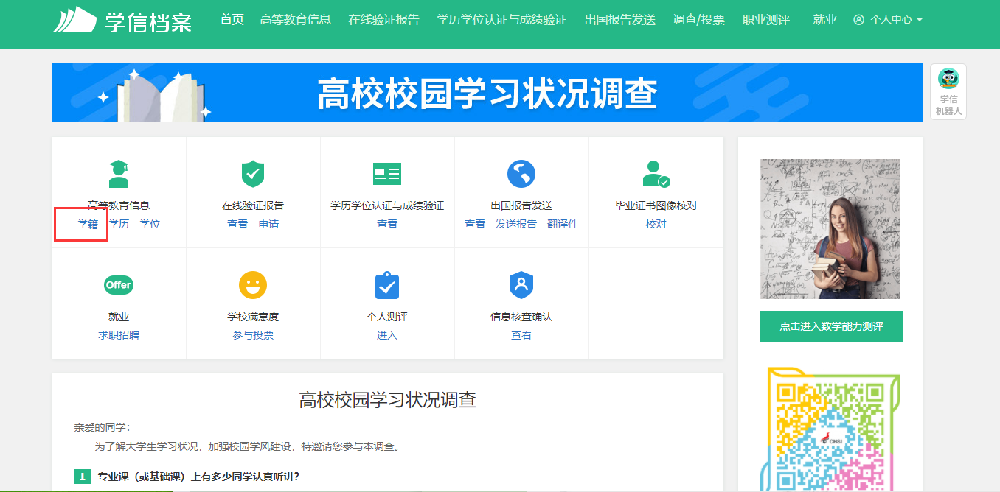 学信档案 首页 高等教育信息 在线验证报告 学历学位认证与成绩验证 出国报告发送 调查/投票 职业测评 就业 个人中心
高校校园学习状况调查
学信
机器人
高等教育信息 在线验证报告 学历学位认证与成绩验证 出国报告发送 毕业证书图像校对
学籍 学历 学位 查看 申请 查看 查看 发送报告 翻译件 校对
Offer
就业 学校满意度 个人测评 信息核查确认
求职招聘 参与投票 进入 查看
点击进入数学能力测评
CHSI
高校校园学习状况调查
亲爱的同学：
为了解大学生学习状况，加强校园学风建设，特邀请您参与本调查。
1 专业课（或基础课）上有多少同学认真听讲？